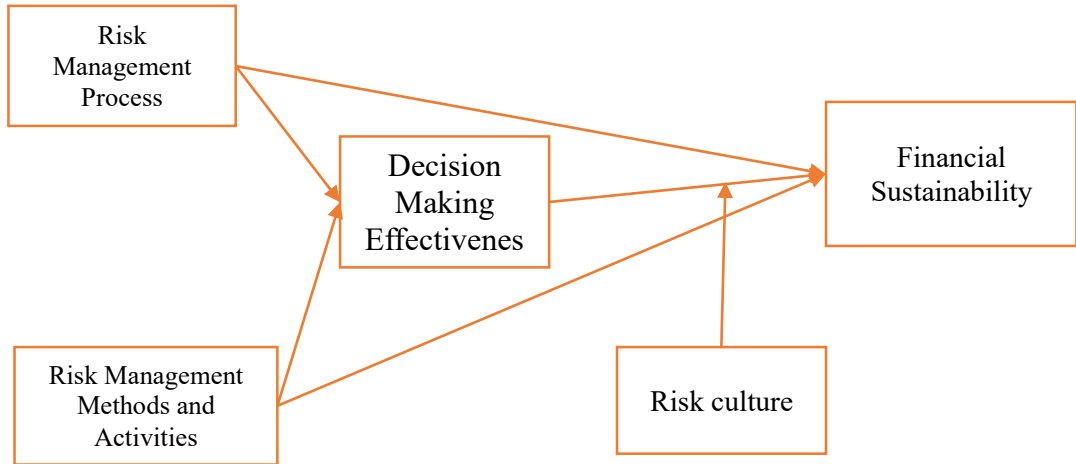 Risk
Management
Process
Decision
Making
Effectivenes
Financial
Sustainability
Risk Management
Methods and
Activities
Risk culture